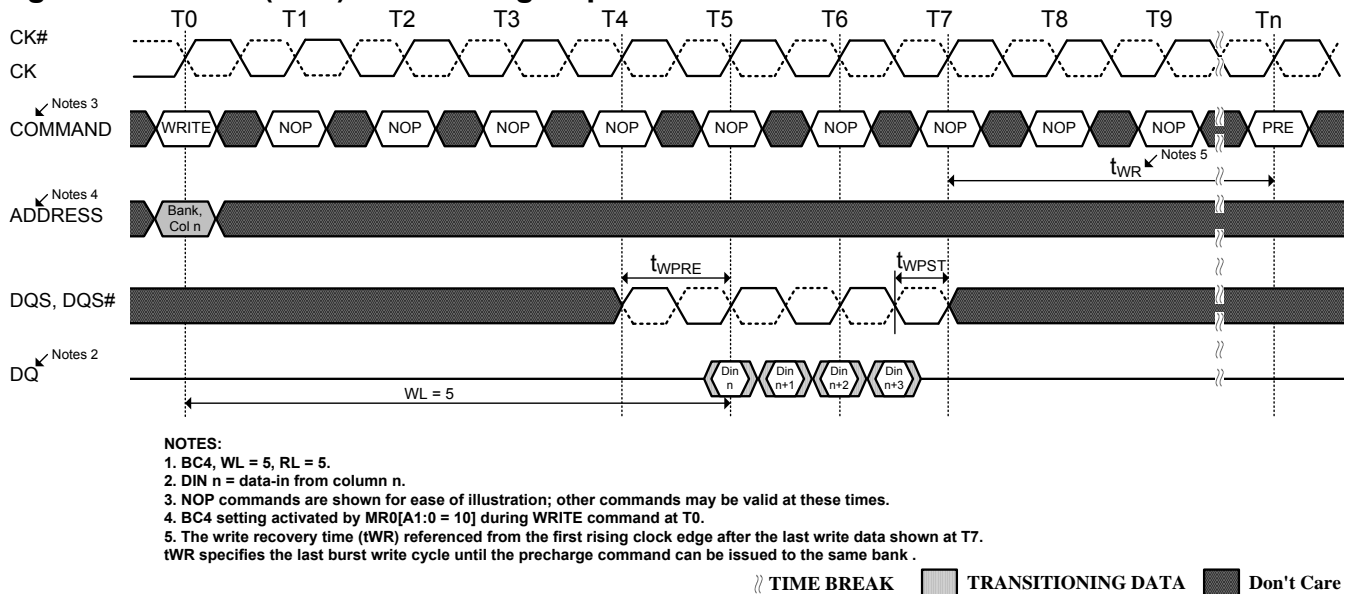 T0 T1 T2 T3 T4 T5 T6 T7 T8 T9 Tn
CK#
CK
Notes 3
COMMAND
WRITE NOP NOP NOP NOP NOP NOP NOP NOP NOP PRE
tWR Notes 5
Notes 4
ADDRESS
Bank,
Col n
tWPRE tWPST
DQS, DQS#
Notes 2
DQ
Din Din Din Din
n n+1 n+2 n+3
WL = 5
NOTES:
1. BC4, WL = 5, RL = 5.
2. DIN n = data-in from column n.
3. NOP commands are shown for ease of illustration; other commands may be valid at these times.
4. BC4 setting activated by MR0[A1:0 = 10] during WRITE command at T0.
5. The write recovery time (tWR) referenced from the first rising clock edge after the last write data shown at T7.
tWR specifies the last burst write cycle until the precharge command can be issued to the same bank .
TIME BREAK TRANSITIONING DATA Don't Care